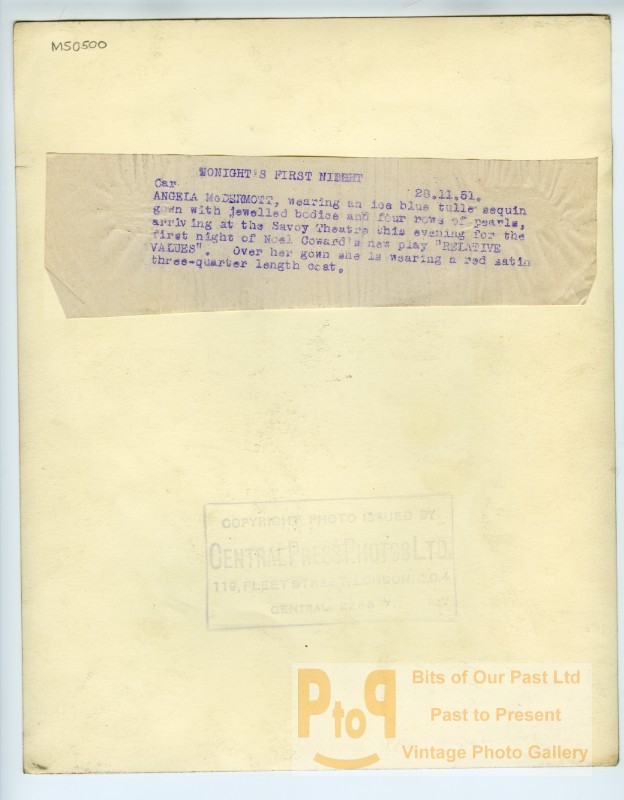 MS0500
TONIGHT'S FIRST NIGHT
Car 28.11.51.
ANGELA McDERMOTT, wearing an ice blue tulle sequin
gown with jewelled bodice and four rows of pearls,
arriving at the Savoy Theatre this evening for the
first night of Noel Coward's new play "RELATIVE
VALUES". Over her gown she is wearing a red satin
three-quarter length coat.
COPYRIGHT PHOTO ISSUED BY
CENTRAL PRESS PHOTOS LTD.
119, FLEET STREET, LONDON E.C.4
CENTRAL
PtoP
Bits of Our Past Ltd
Past to Present
Vintage Photo Gallery